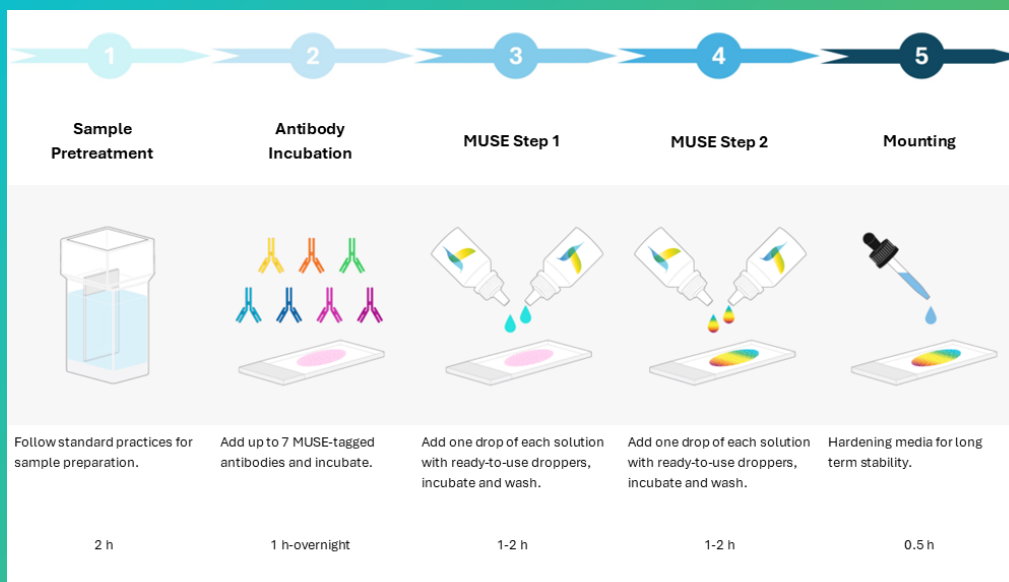 1
2
3
4
5
Sample
Pretreatment
Antibody
Incubation
MUSE Step 1
MUSE Step 2
Mounting
Follow standard practices for
sample preparation.
Add up to 7 MUSE-tagged
antibodies and incubate.
Add one drop of each solution
with ready-to-use droppers,
incubate and wash.
Add one drop of each solution
with ready-to-use droppers,
incubate and wash.
Hardening media for long
term stability.
2 h
1 h-overnight
1-2 h
1-2 h
0.5 h